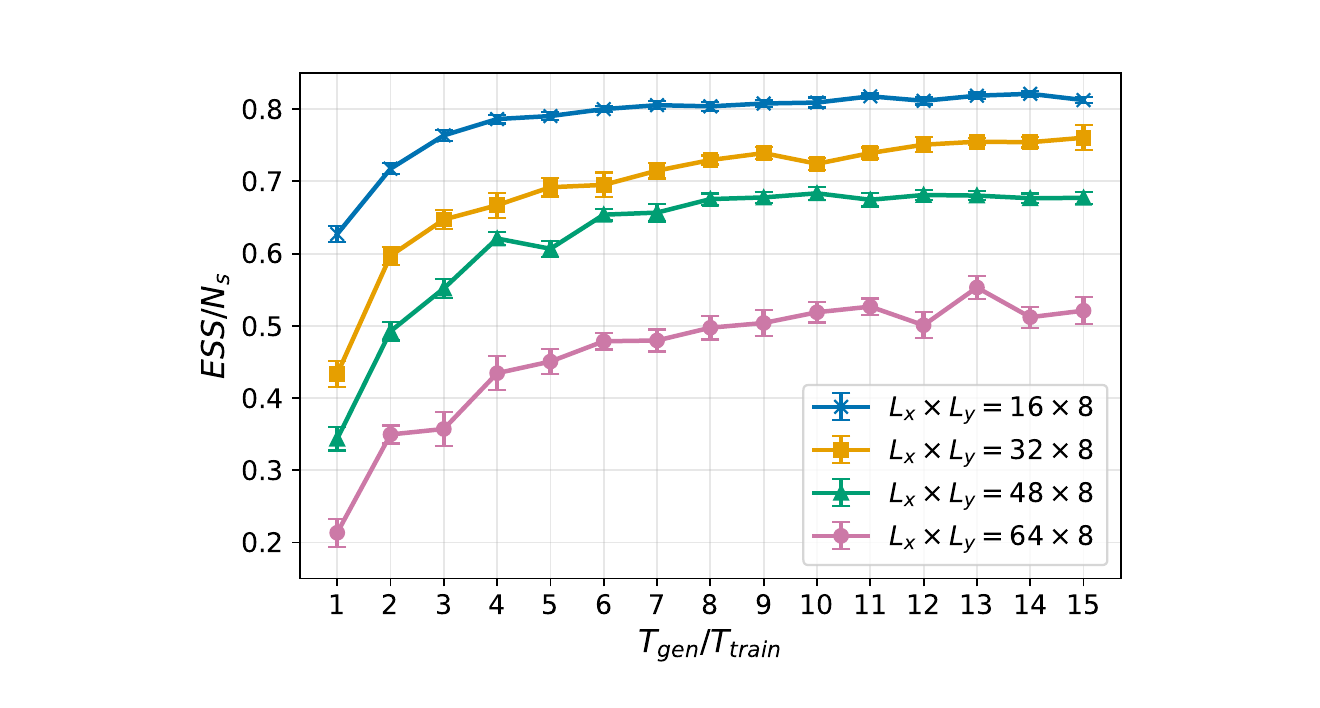 0.8
0.7
0.6
0.5
0.4
0.3
0.2
ESS/N_s
1 2 3 4 5 6 7 8 9 10 11 12 13 14 15
T_gen/T_train
L_x × L_y = 16 × 8
L_x × L_y = 32 × 8
L_x × L_y = 48 × 8
L_x × L_y = 64 × 8